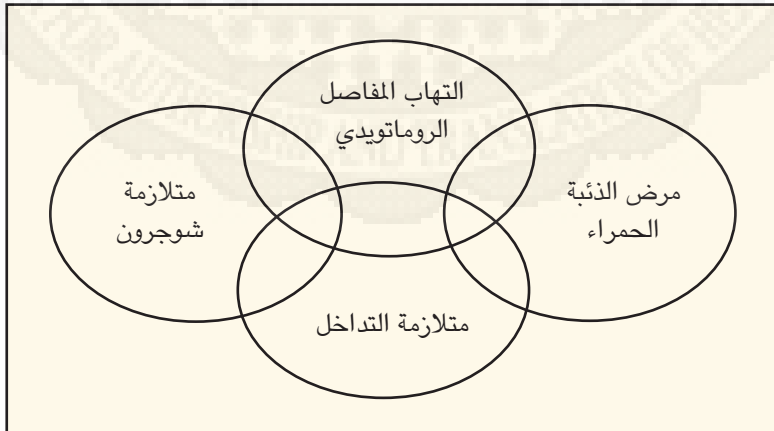 التهاب المفاصل
الروماتويدي
مرض الذئبة
الحمراء
متلازمة
شوجرون
متلازمة التداخل